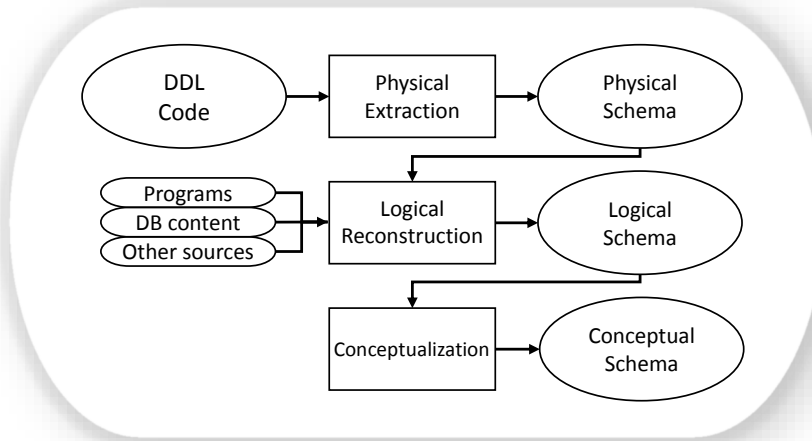 DDL
Code
Physical
Extraction
Physical
Schema
Programs
DB content
Other sources
Logical
Reconstruction
Logical
Schema
Conceptualization
Conceptual
Schema